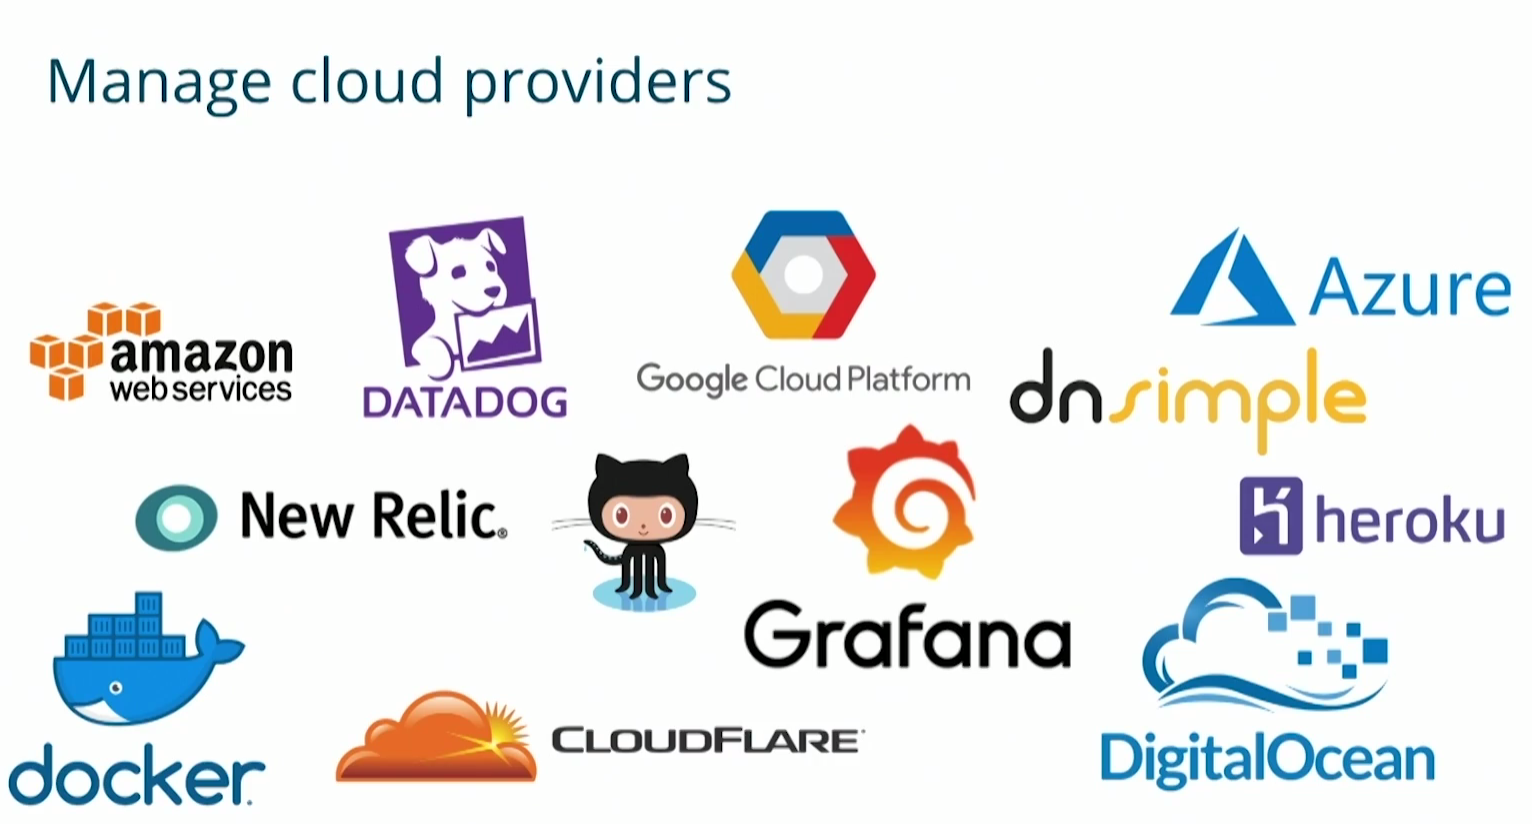 Manage cloud providers
amazon
web services
DATADOG
Google Cloud Platform
Azure
dnsimple
New Relic®
Grafana
heroku
docker
CLOUDFLARE
DigitalOcean